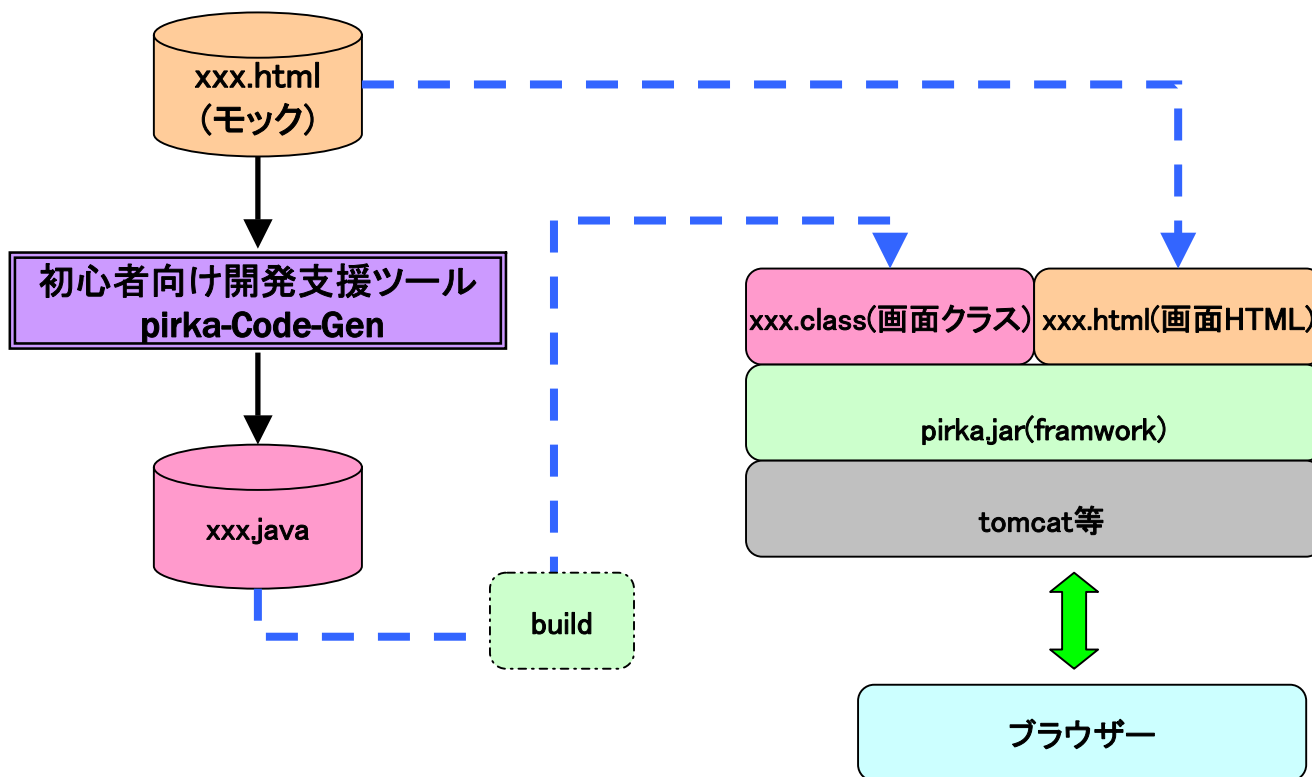 xxx.html
(モック)
初心者向け開発支援ツール
pirka-Code-Gen
xxx.java
build
xxx.class(画面クラス)
xxx.html(画面HTML)
pirka.jar(framwork)
tomcat等
ブラウザー